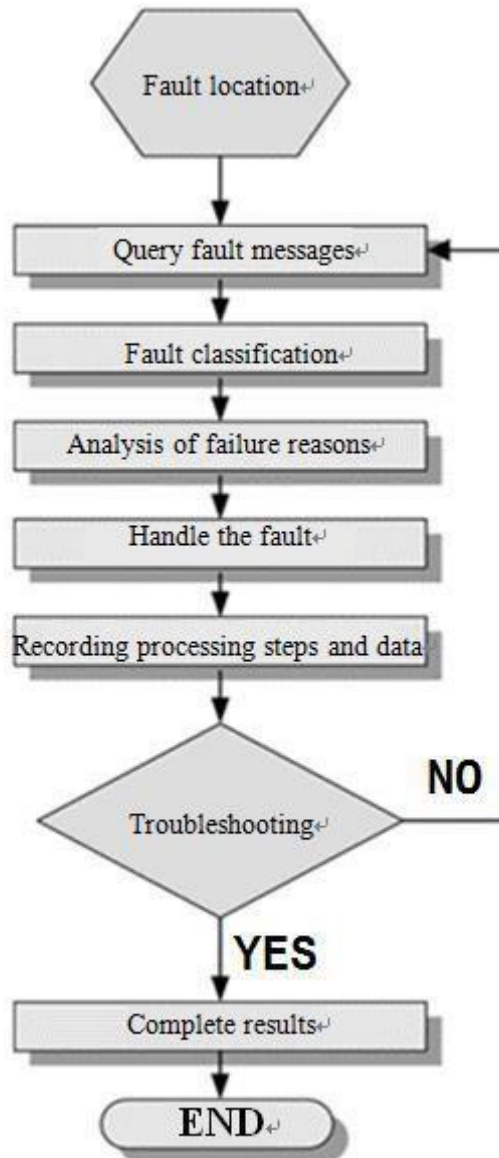 Fault location↵
Query fault messages↵
Fault classification↵
Analysis of failure reasons↵
Handle the fault↵
Recording processing steps and data↵
Troubleshooting↵
NO
YES
Complete results↵
END↵